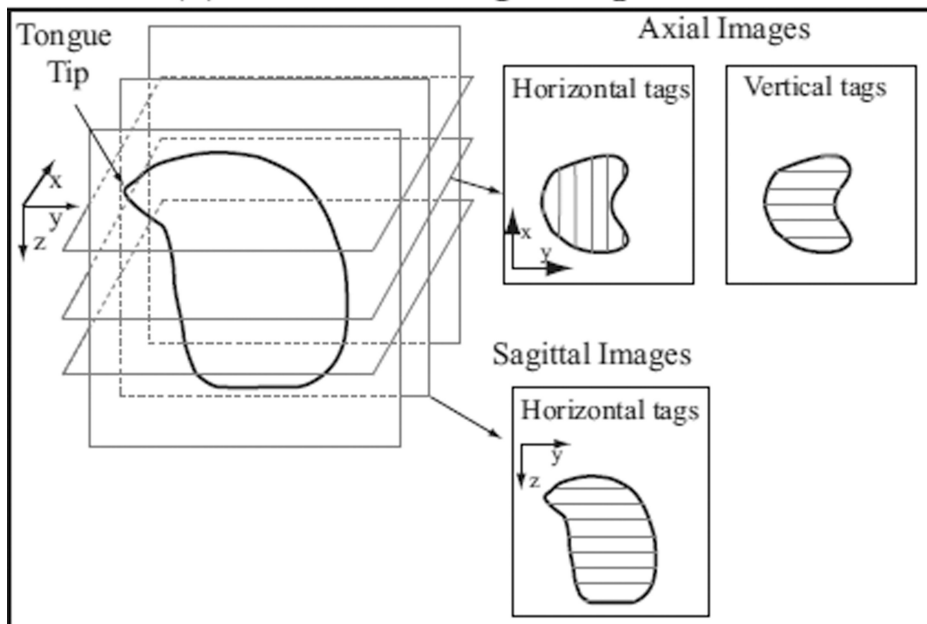 Tongue
Tip
x
y
z
Axial Images
Horizontal tags
x
y
Vertical tags
Sagittal Images
Horizontal tags
y
z